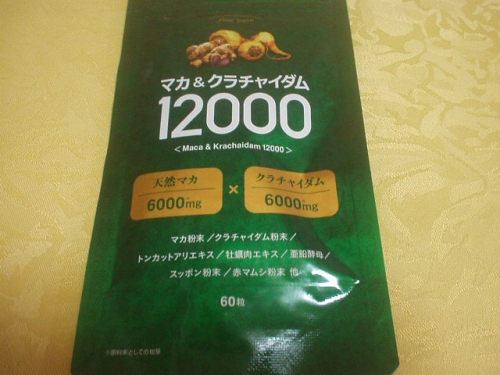 マカ&クラチャイダム
12000
< Maca & Krachaidam 12000 >
天然マカ
6000mg
×
クラチャイダム
6000mg
マカ粉末/クラチャイダム粉末/
トンカットアリエキス/牡蠣肉エキス/亜鉛酵母/
スッポン粉末/赤マムシ粉末 他
60粒